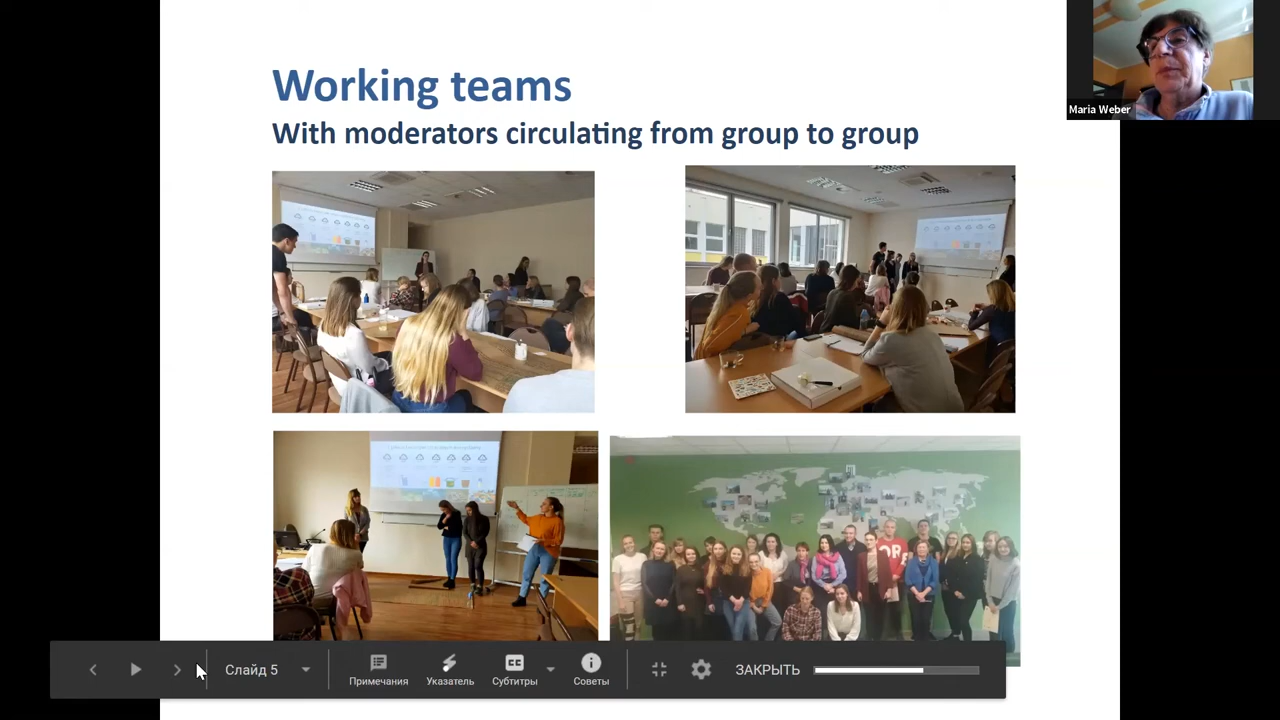 Working teams
With moderators circulating from group to group
Maria Weber
Слайд 5
Примечания
Указатель
Субтитры
Советы
ЗАКРЫТЬ